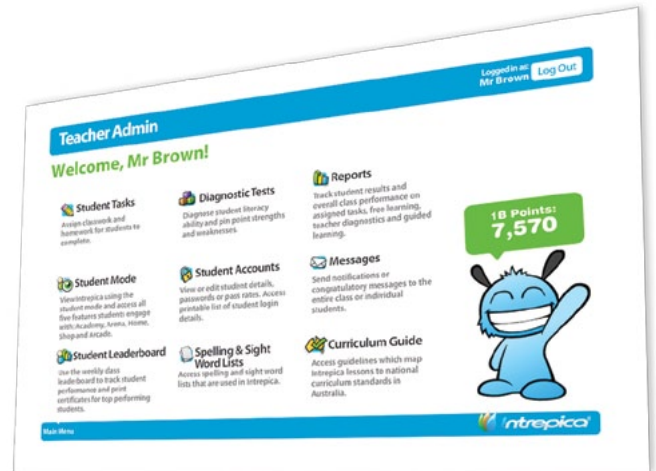 Logged in as:
Mr Brown
Log Out
Teacher Admin
Welcome, Mr Brown!
Student Tasks
Assign classwork and
homework for students to
complete.
Diagnostic Tests
Diagnose student literacy
ability and pin point strengths
and weaknesses.
Reports
Track student results and
overall class performance on
assigned tasks, free learning,
teacher diagnostics and guided
learning.
1B Points:
7,570
Student Mode
View Intrepica using the
student mode and access all
five features students engage
with: Academy, Arena, Home,
Shop and Arcade.
Student Accounts
View or edit student details,
passwords or pass rates. Access
printable list of student login
details.
Messages
Send notifications or
congratulatory messages to the
entire class or individual
students.
Student Leaderboard
Use the weekly class
leaderboard to track student
performance and print
certificates for top performing
students.
Spelling & Sight
Word Lists
Access spelling and sight word
lists that are used in Intrepica.
Curriculum Guide
Access guidelines which map
Intrepica lessons to national
curriculum standards in
Australia.
Main Menu
intrepica